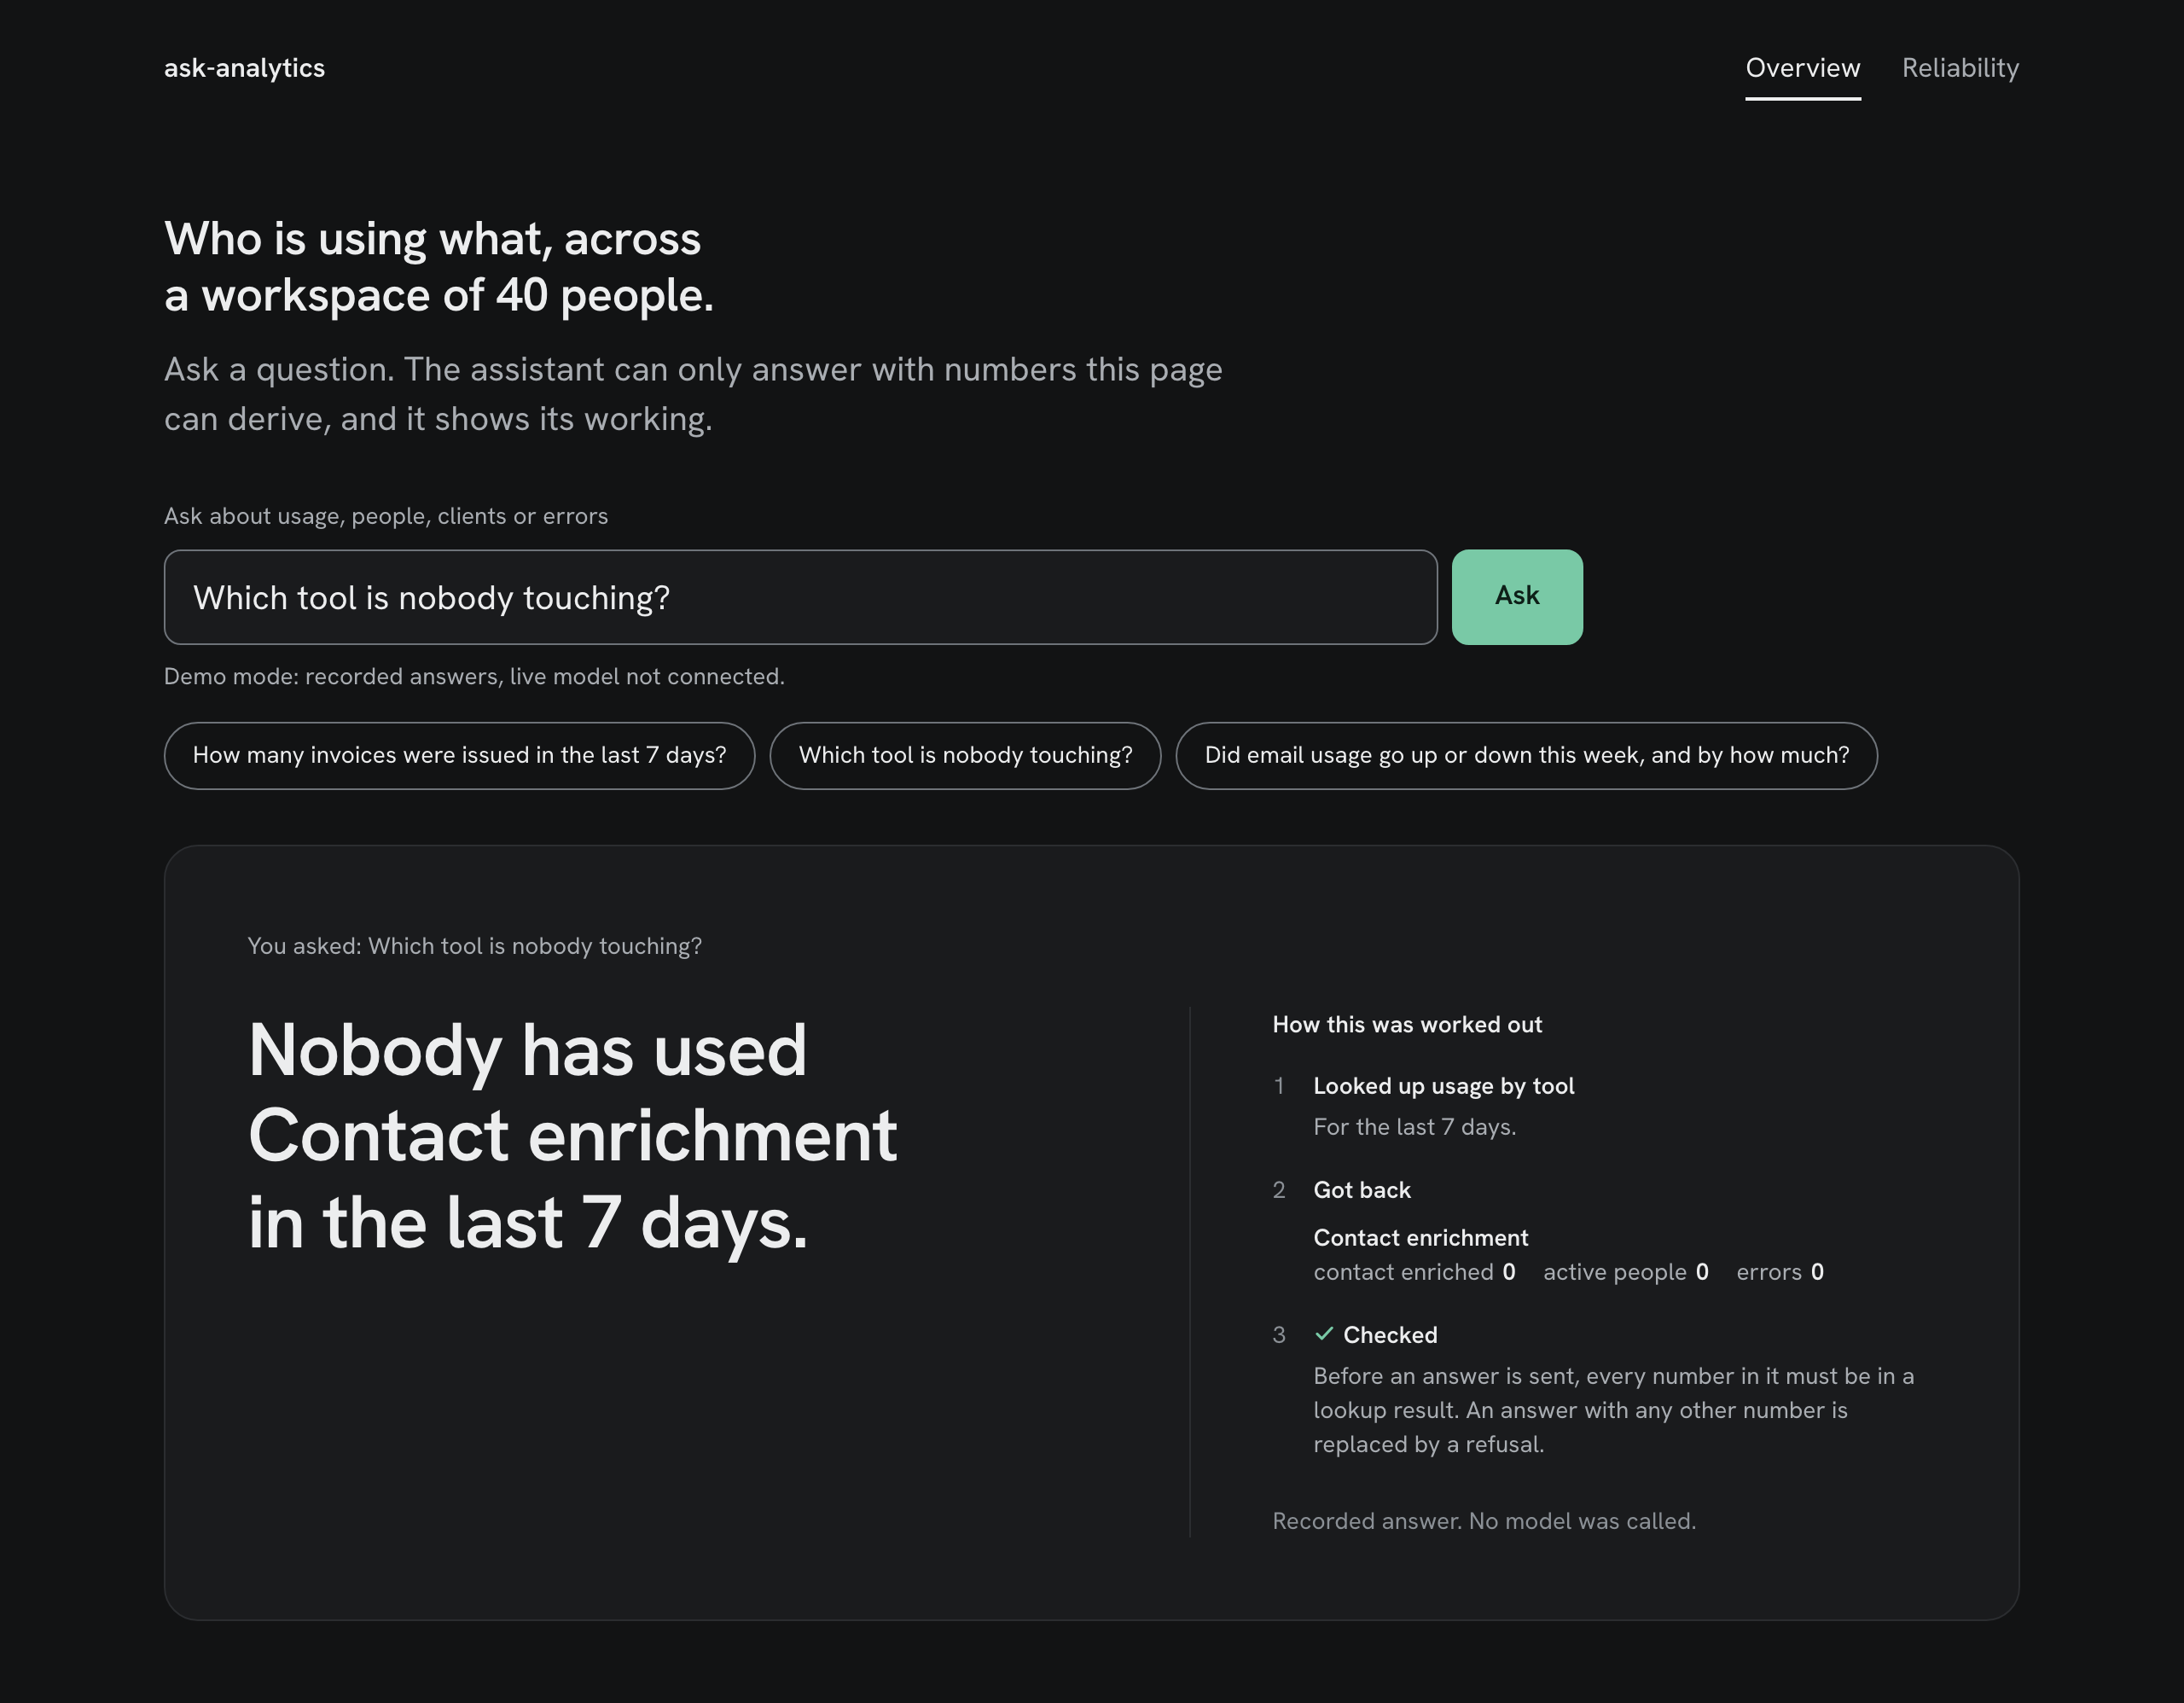 ask-analytics
Overview
Reliability
Who is using what, across
a workspace of 40 people.
Ask a question. The assistant can only answer with numbers this page
can derive, and it shows its working.
Ask about usage, people, clients or errors
Which tool is nobody touching?
Ask
Demo mode: recorded answers, live model not connected.
How many invoices were issued in the last 7 days?
Which tool is nobody touching?
Did email usage go up or down this week, and by how much?
You asked: Which tool is nobody touching?
Nobody has used
Contact enrichment
in the last 7 days.
How this was worked out
1 Looked up usage by tool
For the last 7 days.
2 Got back
Contact enrichment
contact enriched 0 active people 0 errors 0
3 Checked
Before an answer is sent, every number in it must be in a
lookup result. An answer with any other number is
replaced by a refusal.
Recorded answer. No model was called.